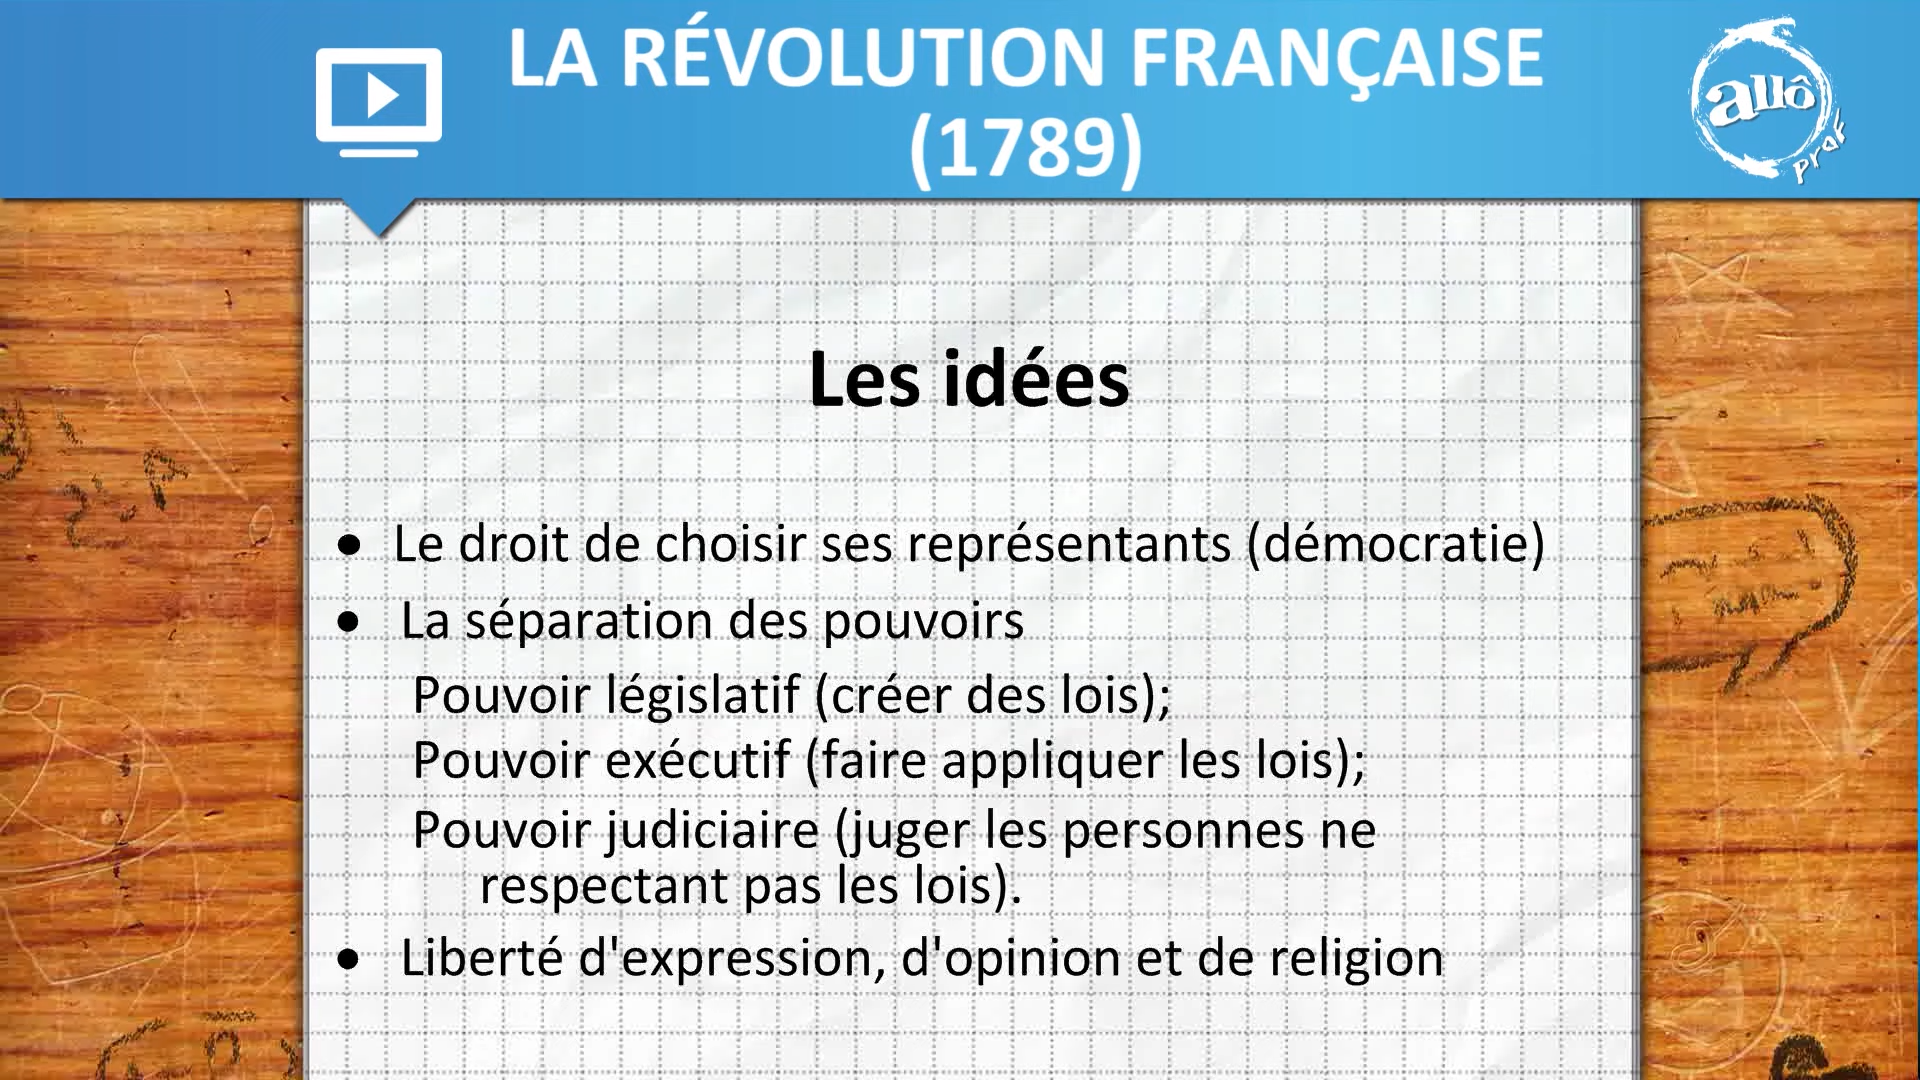 LA RÉVOLUTION FRANÇAISE
(1789)
allô
prof
Les idées
• Le droit de choisir ses représentants (démocratie)
• La séparation des pouvoirs
Pouvoir législatif (créer des lois);
Pouvoir exécutif (faire appliquer les lois);
Pouvoir judiciaire (juger les personnes ne
respectant pas les lois).
• Liberté d'expression, d'opinion et de religion